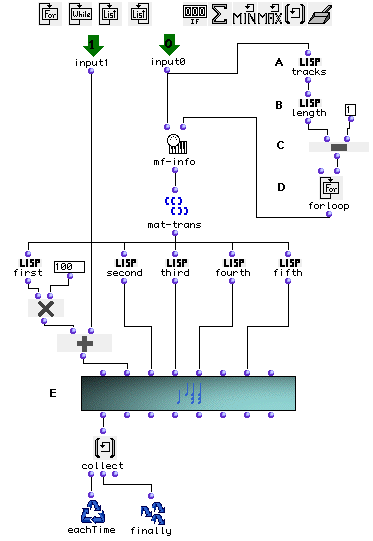 For While List List 000 IF Σ MIN MAX
1 0
input1 input0
A LISP
tracks
B LISP
length
1
C
mf-info
D For
forloop
mat-trans
LISP LISP LISP LISP LISP
first second third fourth fifth
100
E
collect
eachTime finally